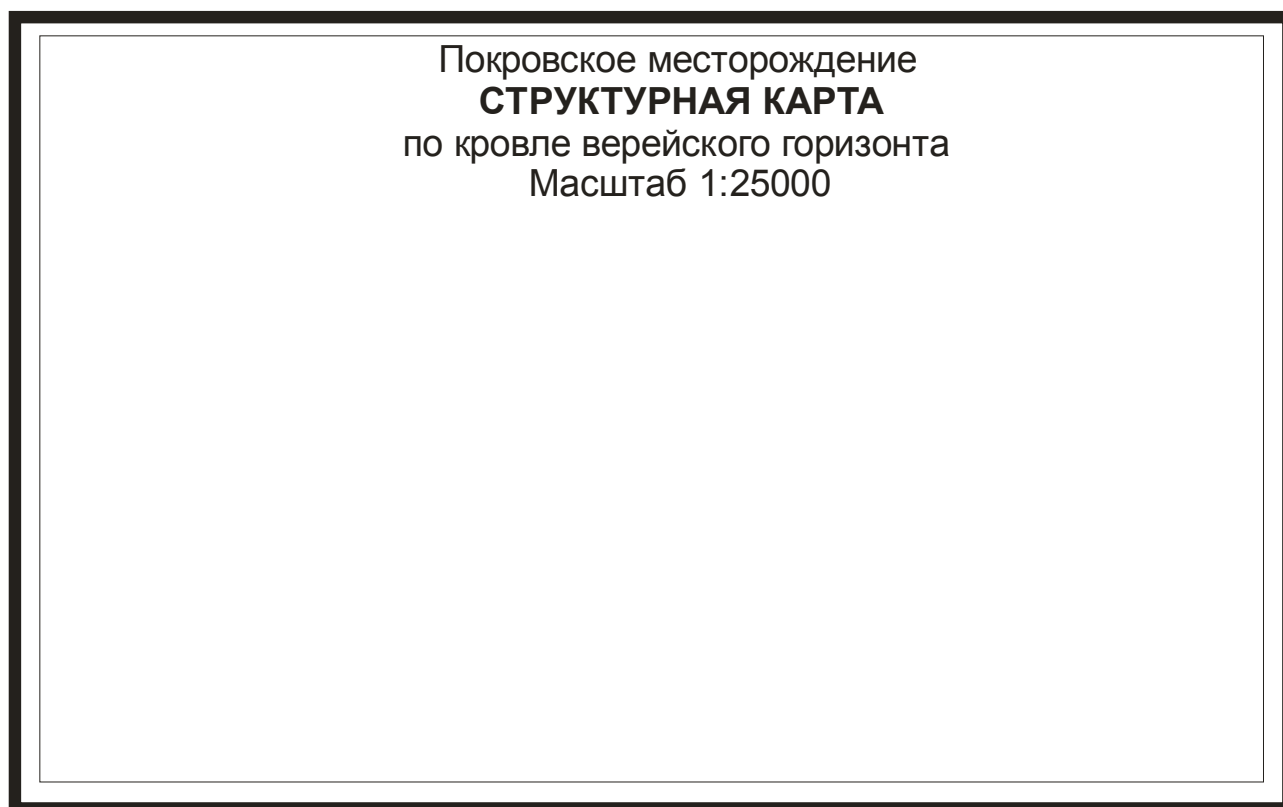 Покровское месторождение
СТРУКТУРНАЯ КАРТА
по кровле верейского горизонта
Масштаб 1:25000